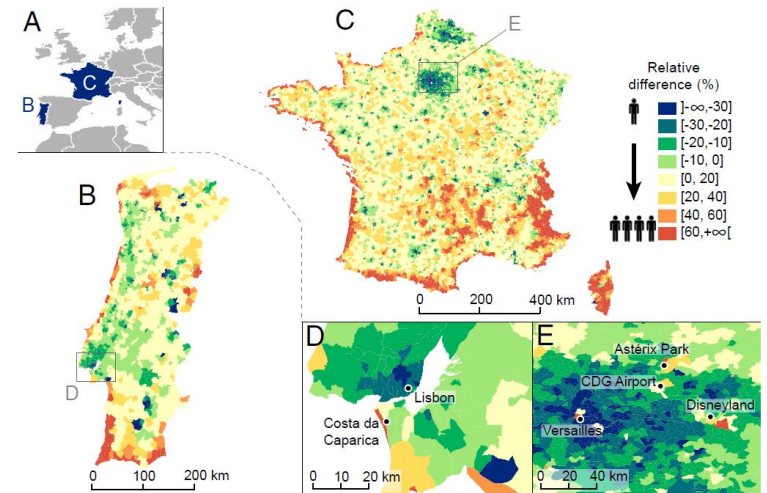 A
B
C
C
E
Relative
difference (%)
]-∞,-30]
[-30,-20]
[-20,-10]
[-10, 0]
[0, 20]
[20, 40]
[40, 60]
[60,+∞[
0 200 400 km
B
D
0 100 200 km
D
Lisbon
Costa da
Caparica
0 10 20 km
E
Astérix Park
CDG Airport
Disneyland
Versailles
0 20 40 km